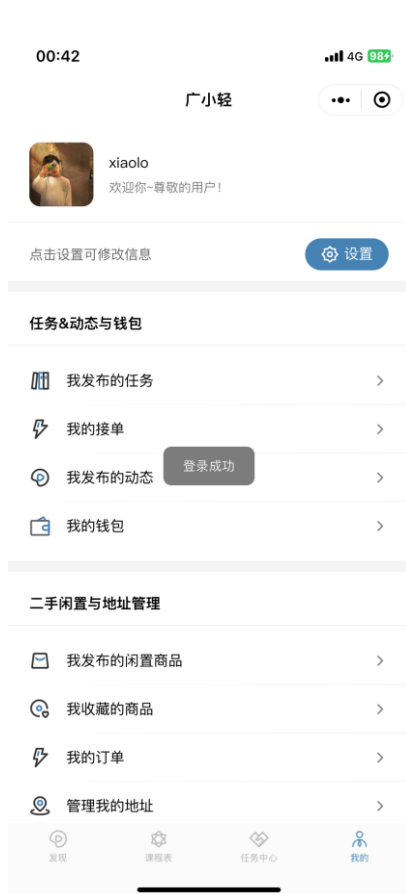 00:42
4G 98
广小轻
xiaolo
欢迎你~尊敬的用户！
点击设置可修改信息
设置
任务&动态与钱包
我发布的任务
我的接单
我发布的动态
登录成功
我的钱包
二手闲置与地址管理
我发布的闲置商品
我收藏的商品
我的订单
管理我的地址
发现 课程表 任务中心 我的